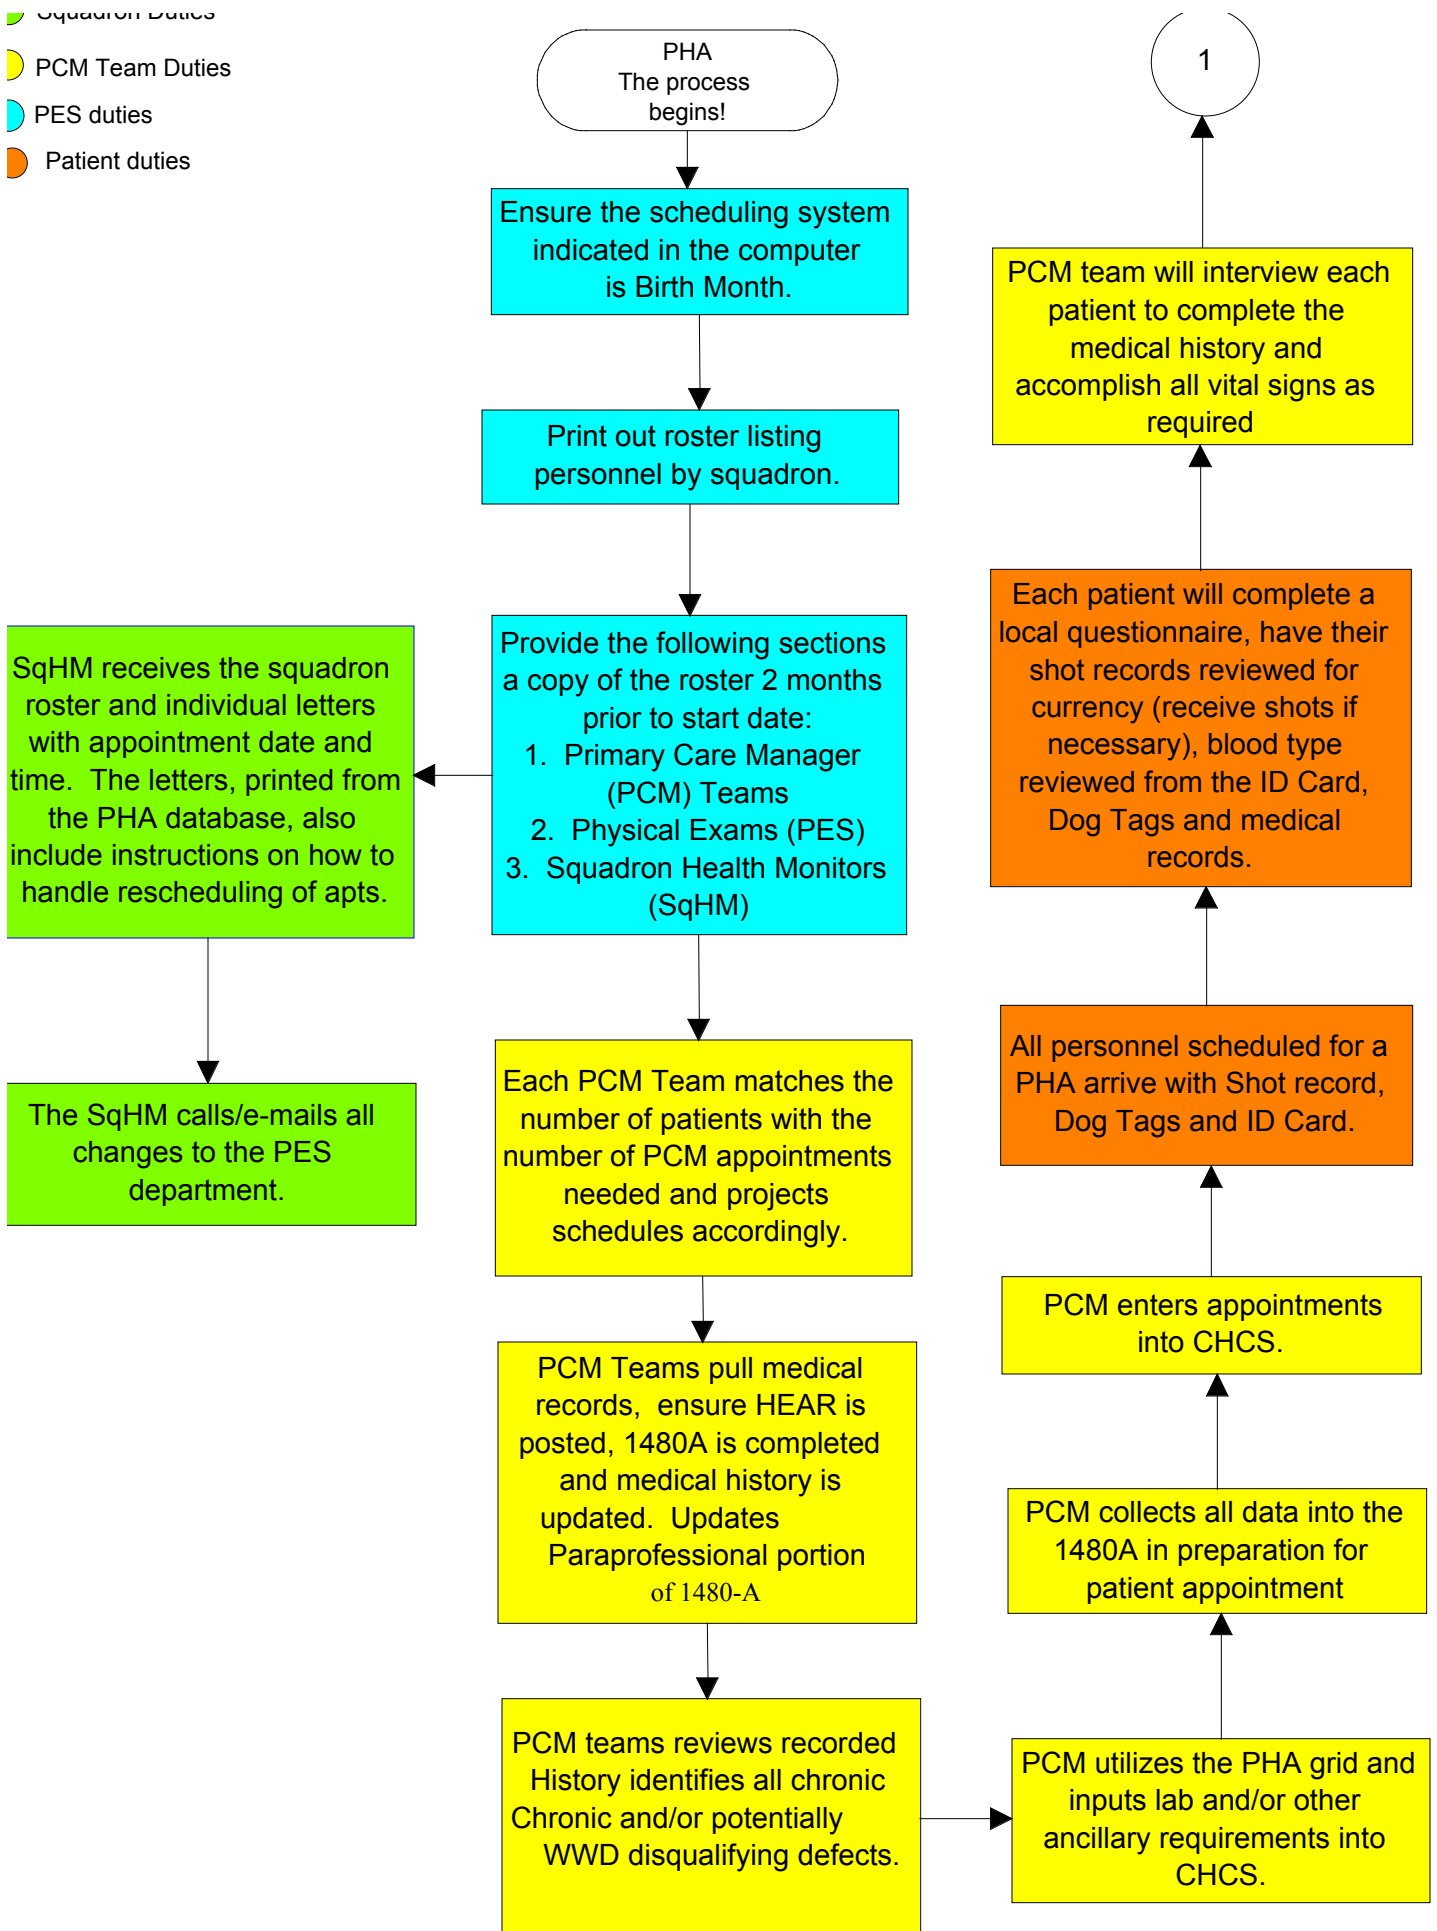 Squadron Duties
PCM Team Duties
PES duties
Patient duties
PHA
The process
begins!
Ensure the scheduling system
indicated in the computer
is Birth Month.
Print out roster listing
personnel by squadron.
Provide the following sections
a copy of the roster 2 months
prior to start date:
1. Primary Care Manager
(PCM) Teams
2. Physical Exams (PES)
3. Squadron Health Monitors
(SqHM)
SqHM receives the squadron
roster and individual letters
with appointment date and
time. The letters, printed from
the PHA database, also
include instructions on how to
handle rescheduling of apts.
The SqHM calls/e-mails all
changes to the PES
department.
Each PCM Team matches the
number of patients with the
number of PCM appointments
needed and projects
schedules accordingly.
PCM Teams pull medical
records, ensure HEAR is
posted, 1480A is completed
and medical history is
updated. Updates
Paraprofessional portion
of 1480-A
PCM teams reviews recorded
History identifies all chronic
Chronic and/or potentially
WWD disqualifying defects.
PCM utilizes the PHA grid and
inputs lab and/or other
ancillary requirements into
CHCS.
PCM collects all data into the
1480A in preparation for
patient appointment
PCM enters appointments
into CHCS.
All personnel scheduled for a
PHA arrive with Shot record,
Dog Tags and ID Card.
Each patient will complete a
local questionnaire, have their
shot records reviewed for
currency (receive shots if
necessary), blood type
reviewed from the ID Card,
Dog Tags and medical
records.
PCM team will interview each
patient to complete the
medical history and
accomplish all vital signs as
required
1